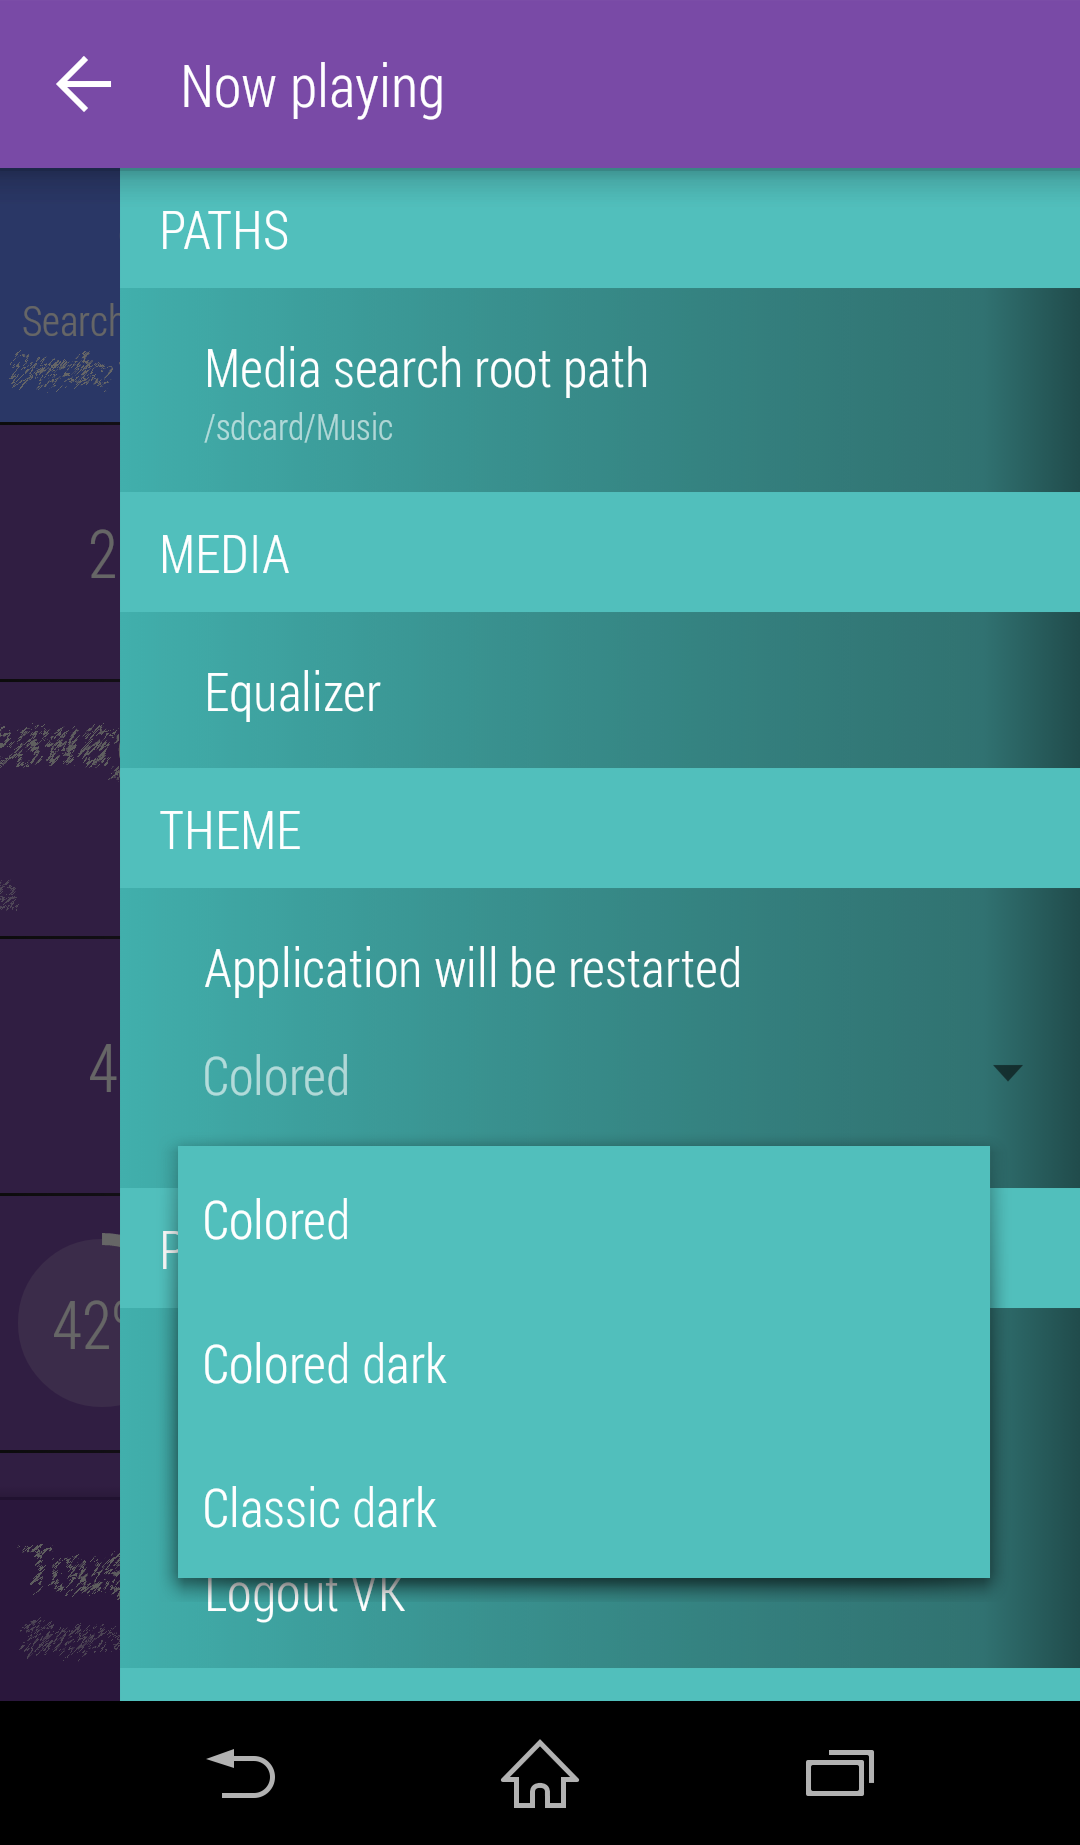 Now playing
PATHS
Search
Media search root path
/sdcard/Music
2
MEDIA
Equalizer
THEME
Application will be restarted
4
Colored
Colored
P
42%
Colored dark
Classic dark
Logout VK